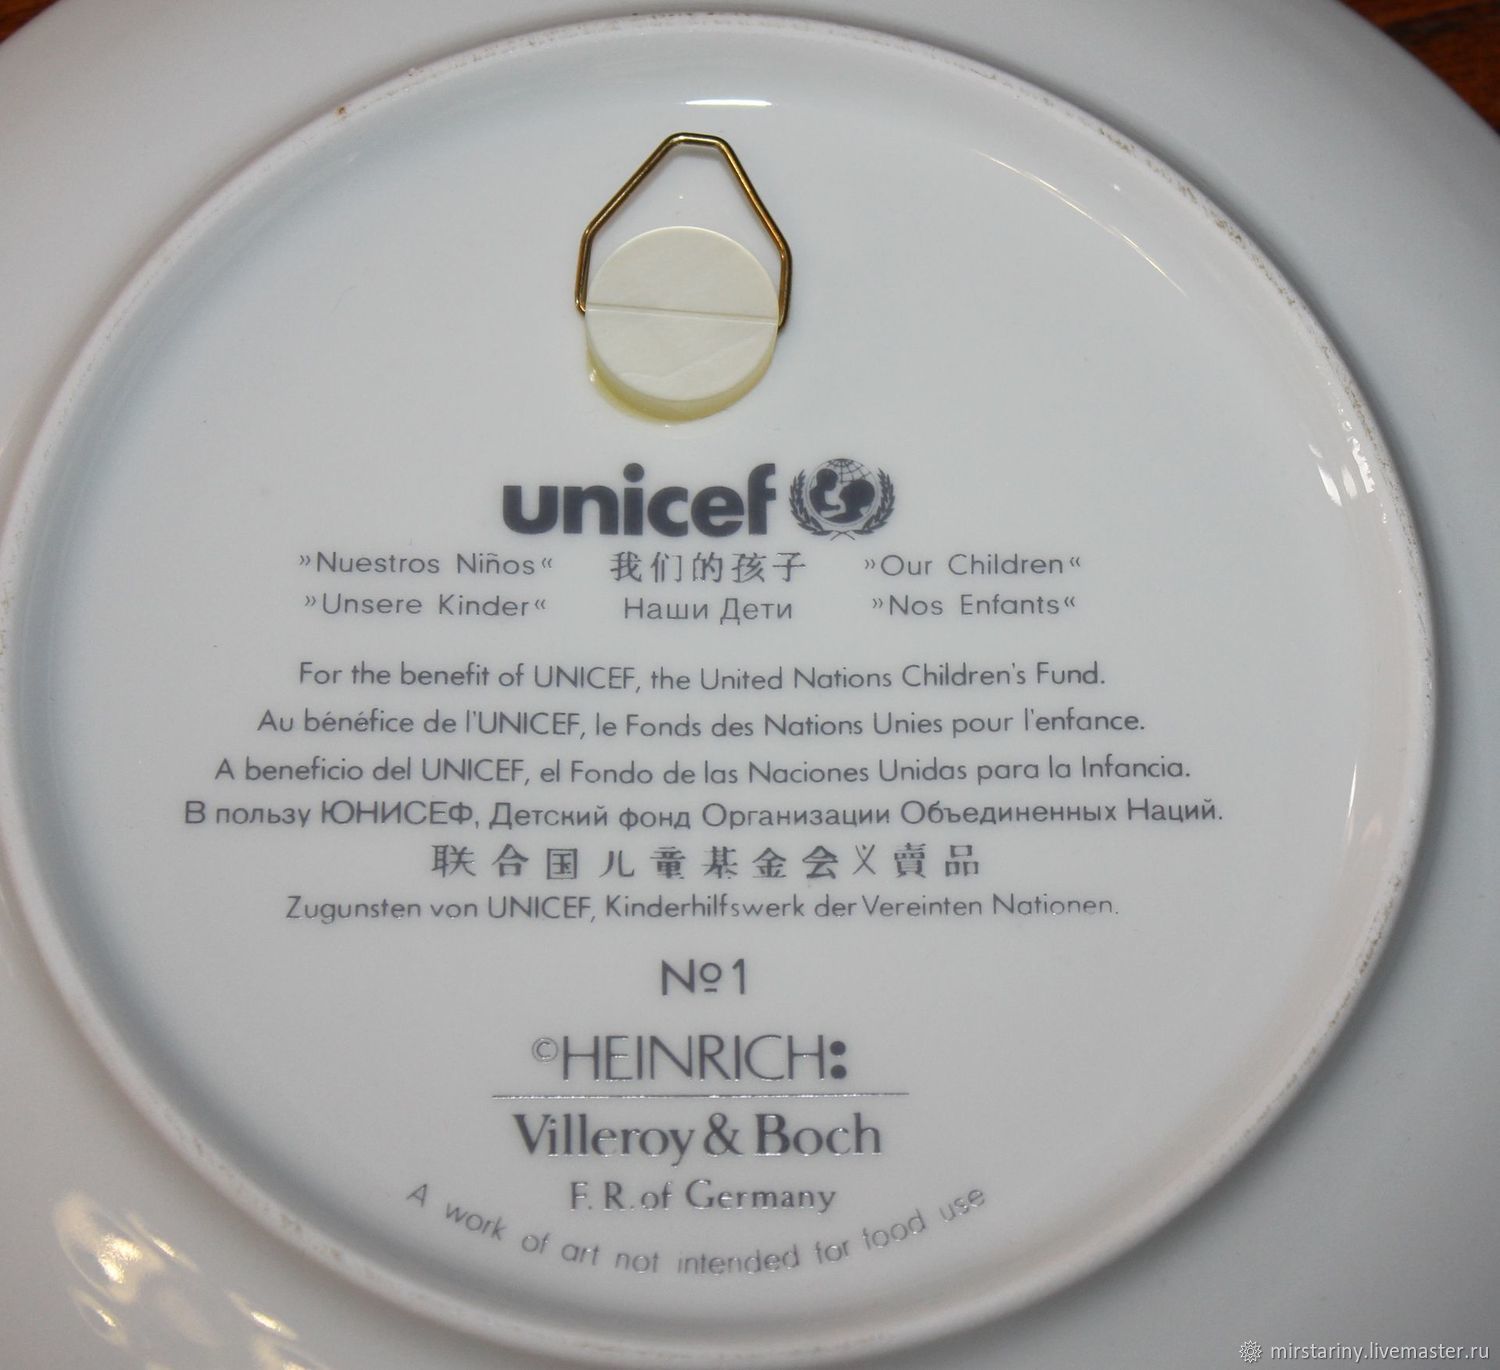 unicef
»Nuestros Niños« 我们的孩子 »Our Children«
»Unsere Kinder« Наши Дети »Nos Enfants«
For the benefit of UNICEF, the United Nations Children's Fund.
Au bénéfice de l'UNICEF, le Fonds des Nations Unies pour l'enfance.
A beneficio del UNICEF, el Fondo de las Naciones Unidas para la Infancia.
В пользу ЮНИСЕФ, Детский фонд Организации Объединенных Наций.
联合国儿童基金会义賣品
Zugunsten von UNICEF, Kinderhilfswerk der Vereinten Nationen.
№1
©HEINRICH:
Villeroy & Boch
F. R. of Germany
A work of art not intended for food use
mirstariny.livemaster.ru